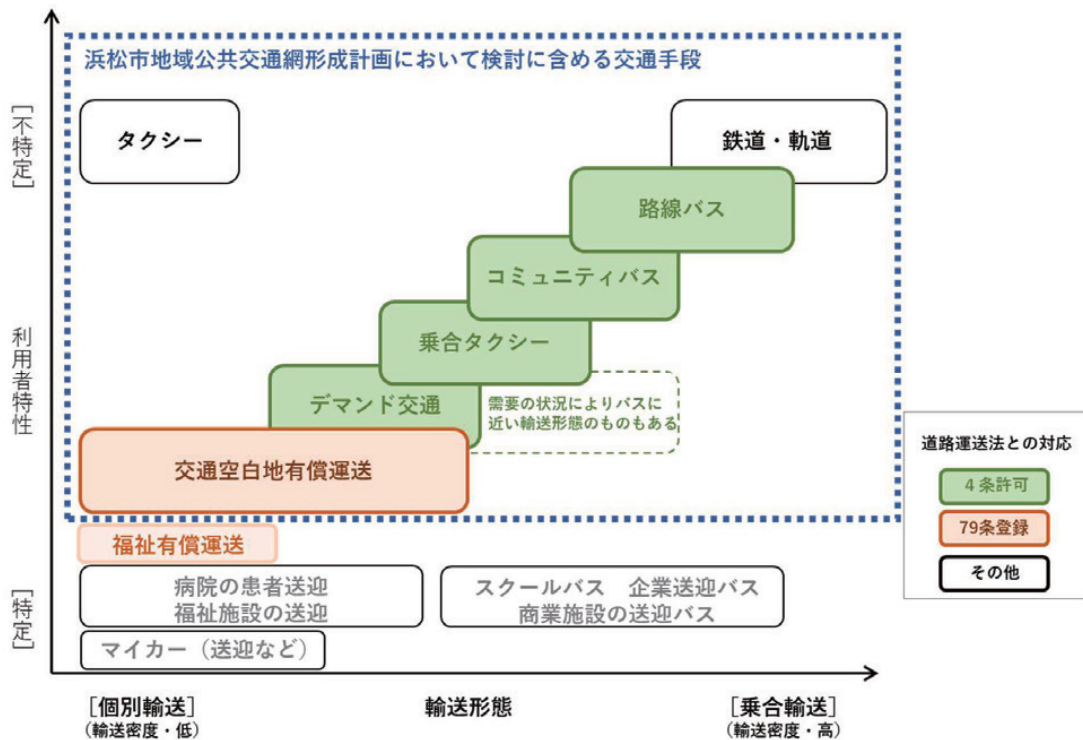 浜松市地域公共交通網形成計画において検討に含める交通手段
[不特定]
タクシー
鉄道・軌道
路線バス
コミュニティバス
乗合タクシー
利用者特性
デマンド交通
需要の状況によりバスに
近い輸送形態のものもある
交通空白地有償運送
道路運送法との対応
4条許可
79条登録
その他
福祉有償運送
[特定]
病院の患者送迎
福祉施設の送迎
スクールバス 企業送迎バス
商業施設の送迎バス
マイカー（送迎など）
[個別輸送]
（輸送密度・低）
輸送形態
[乗合輸送]
（輸送密度・高）